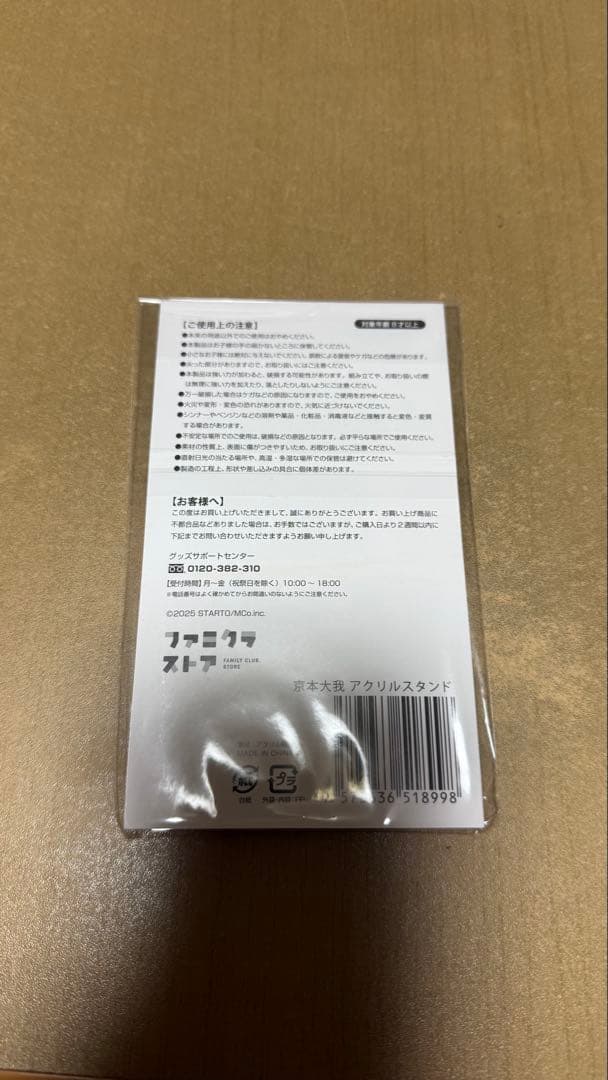 【ご使用上の注意】
対象年齢 8才以上
●本来の用途以外でのご使用はおやめください。
●本製品はお子様の手の届かないところに保管してください。
●小さなお子様には絶対に与えないでください。誤飲による窒息やケガなどの危険があります。
●尖った部分がありますので、お取り扱いにはご注意ください。
●本製品は強い力が加わると、破損する可能性があります。組み立てや、お取り扱いの際
は無理に強い力を加えたり、落としたりしないようにご注意ください。
●万一破損した場合はケガなどの原因になりますので、ご使用をおやめください。
●火災や変形・変色の恐れがありますので、火気に近づけないでください。
●シンナーやベンジンなどの溶剤や薬品・化粧品・消毒液などと接触すると変色・変質
する場合があります。
●不安定な場所でのご使用は、破損などの原因となります。必ず平らな場所でご使用ください。
●素材の性質上、表面に傷がつきやすいため、お取り扱いにご注意ください。
●直射日光の当たる場所や、高温・多湿な場所での保管は避けてください。
●製造の工程上、形状や差し込みの具合に個体差があります。
【お客様へ】
この度はお買い上げいただきまして、誠にありがとうございます。お買い上げ商品に
不都合品などありました場合は、お手数ではございますが、ご購入日より2週間以内に
下記までお問い合わせいただきますようお願い申し上げます。
グッズサポートセンター
0120-382-310
【受付時間】月～金（祝祭日を除く）10:00～18:00
※電話番号はよく確かめてからお間違いのないようにご注意ください。
©2025 STARTO/MCo.inc.
ファミクラ
ストア FAMILY CLUB STORE
京本大我 アクリルスタンド
MADE IN CHINA
プラ
518998